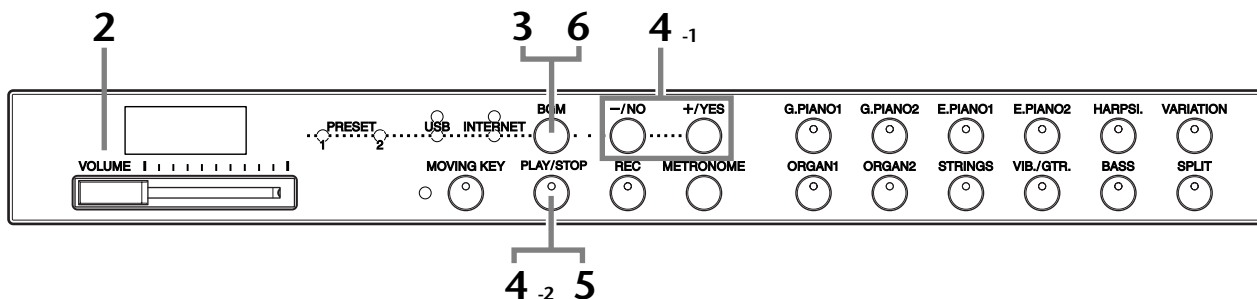 2 3 6 4 -1
BGM -/NO +/YES G.PIANO1 G.PIANO2 E.PIANO1 E.PIANO2 HARPSI. VARIATION
PRESET USB INTERNET
1 2
VOLUME MOVING KEY PLAY/STOP REC METRONOME ORGAN1 ORGAN2 STRINGS VIB./GTR. BASS SPLIT
4 -2 5